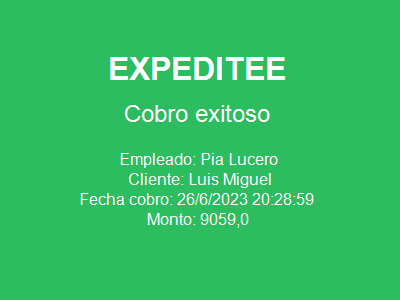 EXPEDITEE
Cobro exitoso
Empleado: Pia Lucero
Cliente: Luis Miguel
Fecha cobro: 26/6/2023 20:28:59
Monto: 9059,0